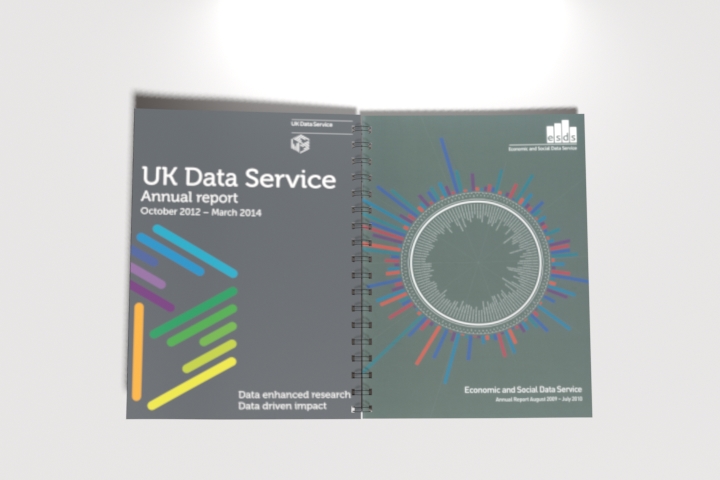 UK Data Service
UK Data Service
Annual report
October 2012 – March 2014
Data enhanced research
Data driven impact
esds
Economic and Social Data Service
Economic and Social Data Service
Annual Report August 2009 – July 2010